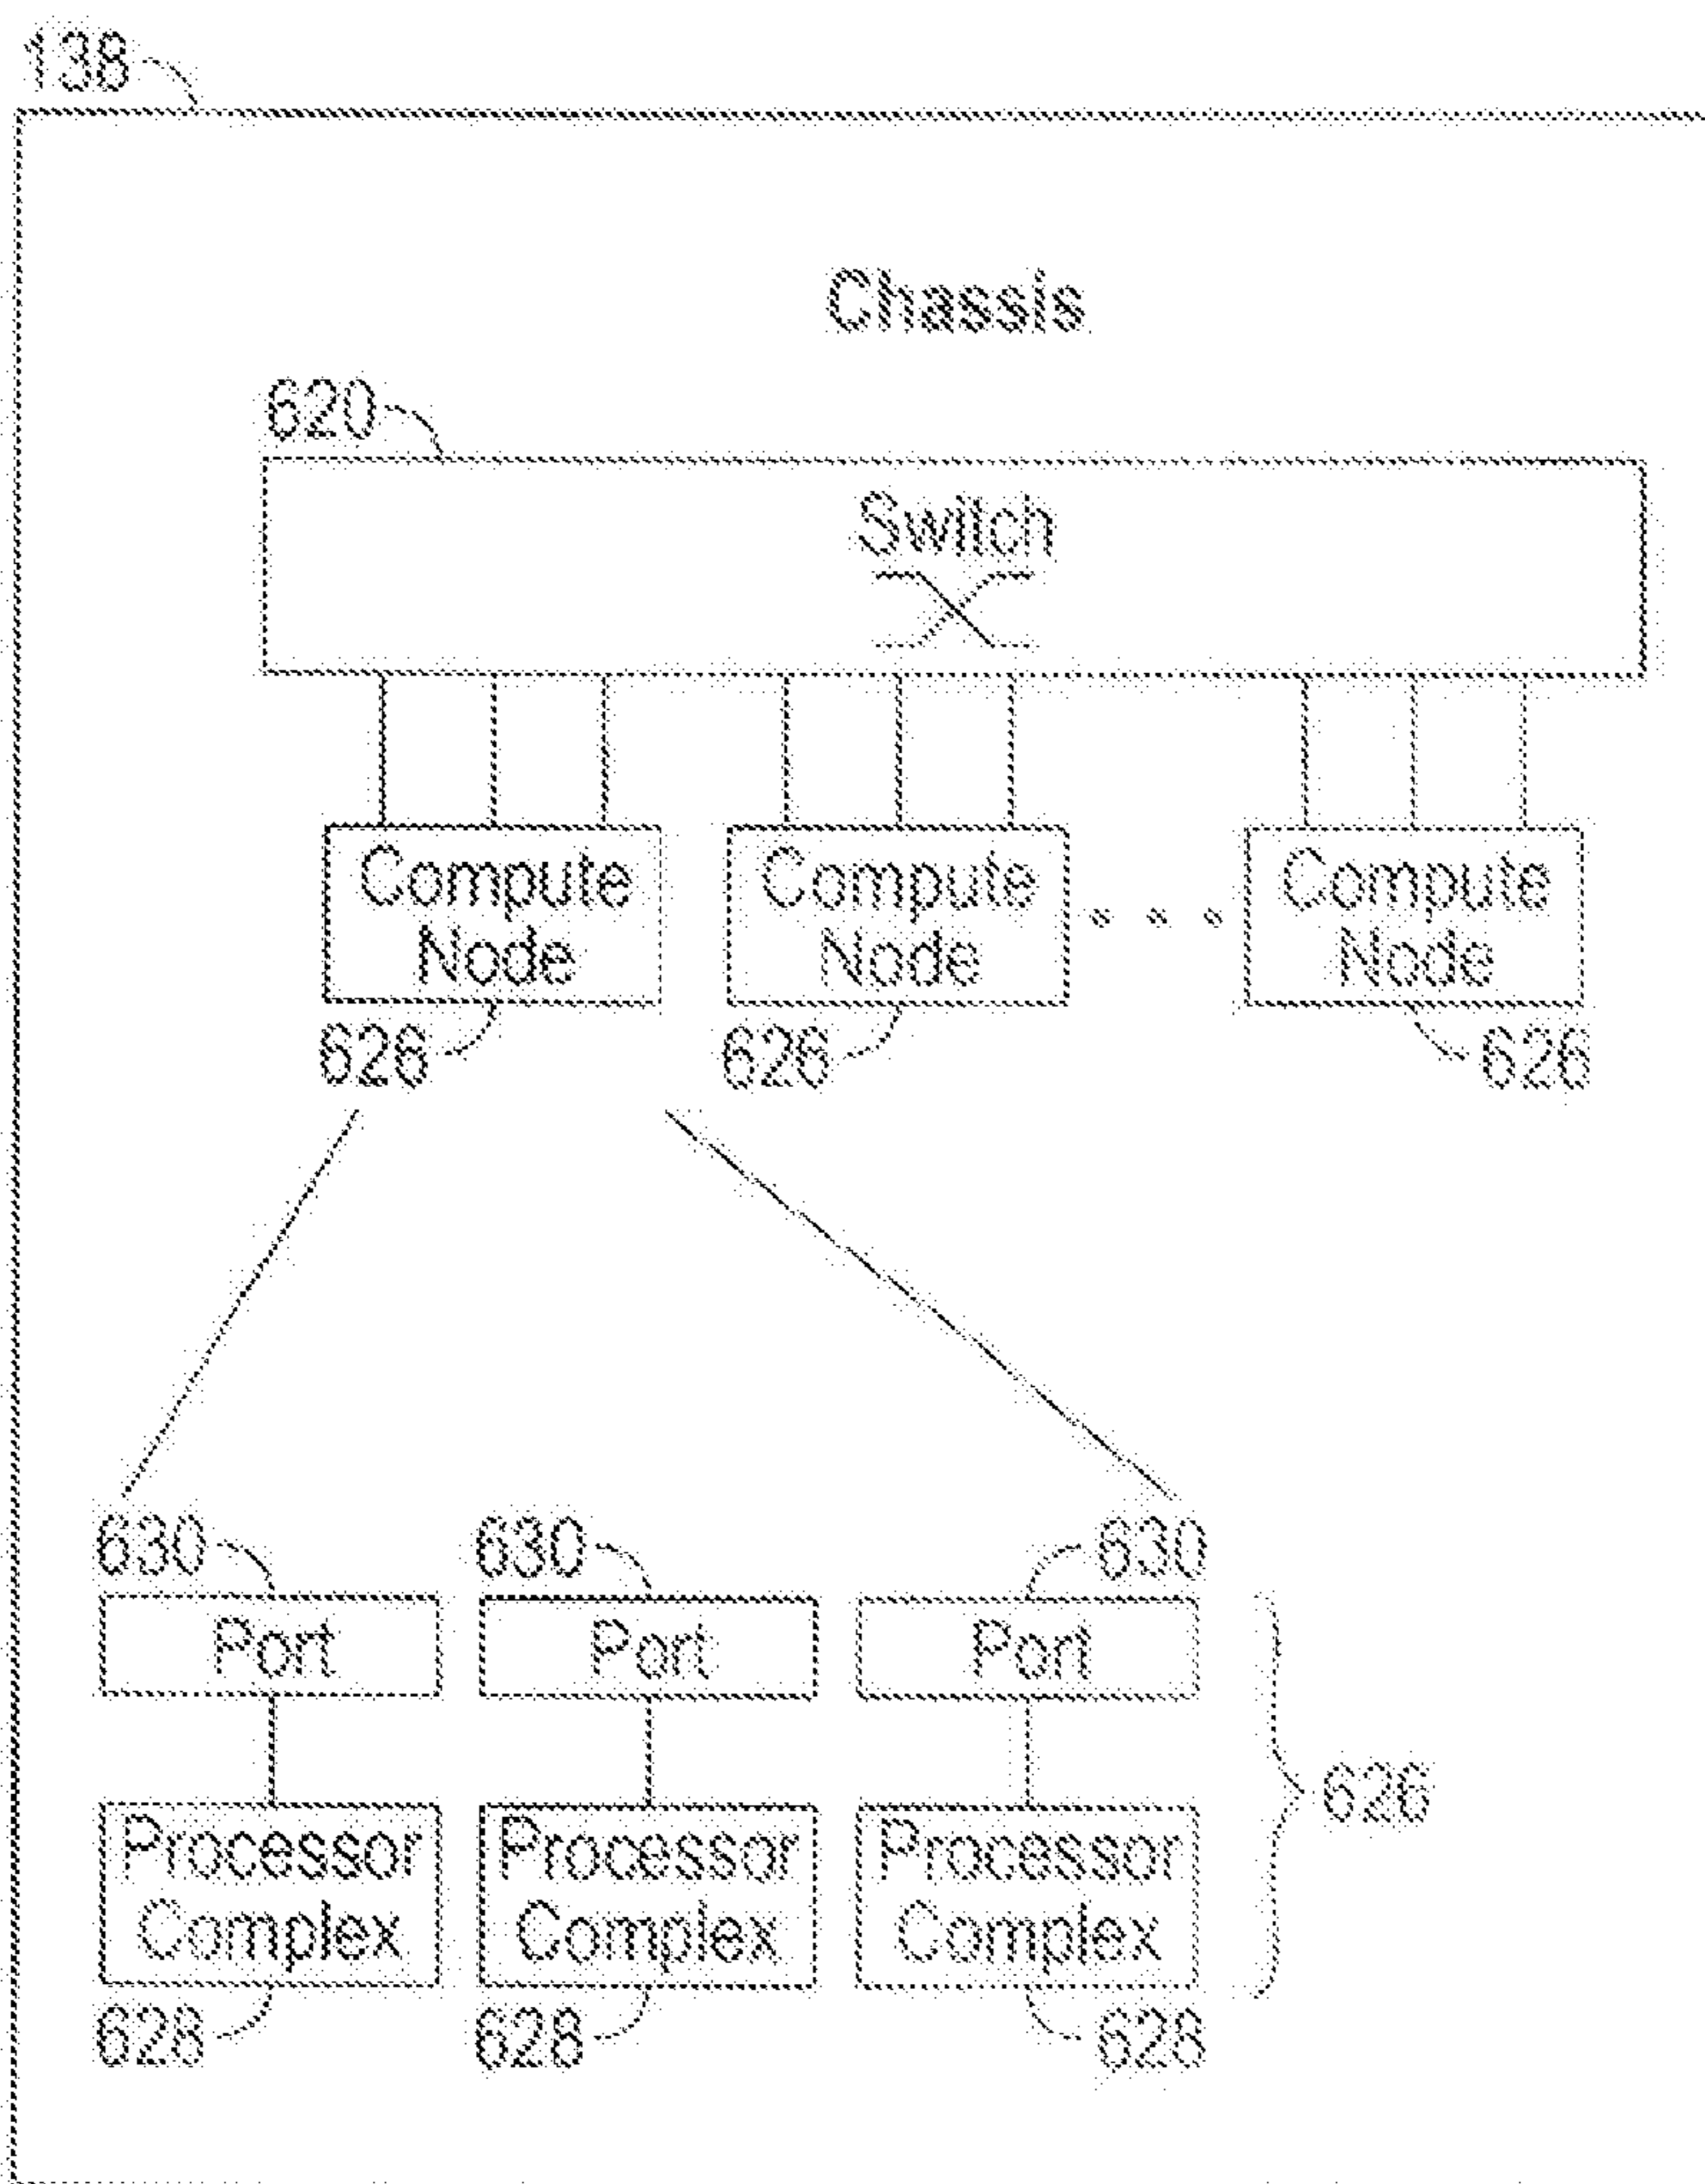 138
Chassis
620
Switch
Compute Compute Compute
Node Node Node
626 626 626
630 630 630
Port Port Port
626
Processor Processor Processor
Complex Complex Complex
628 628 628